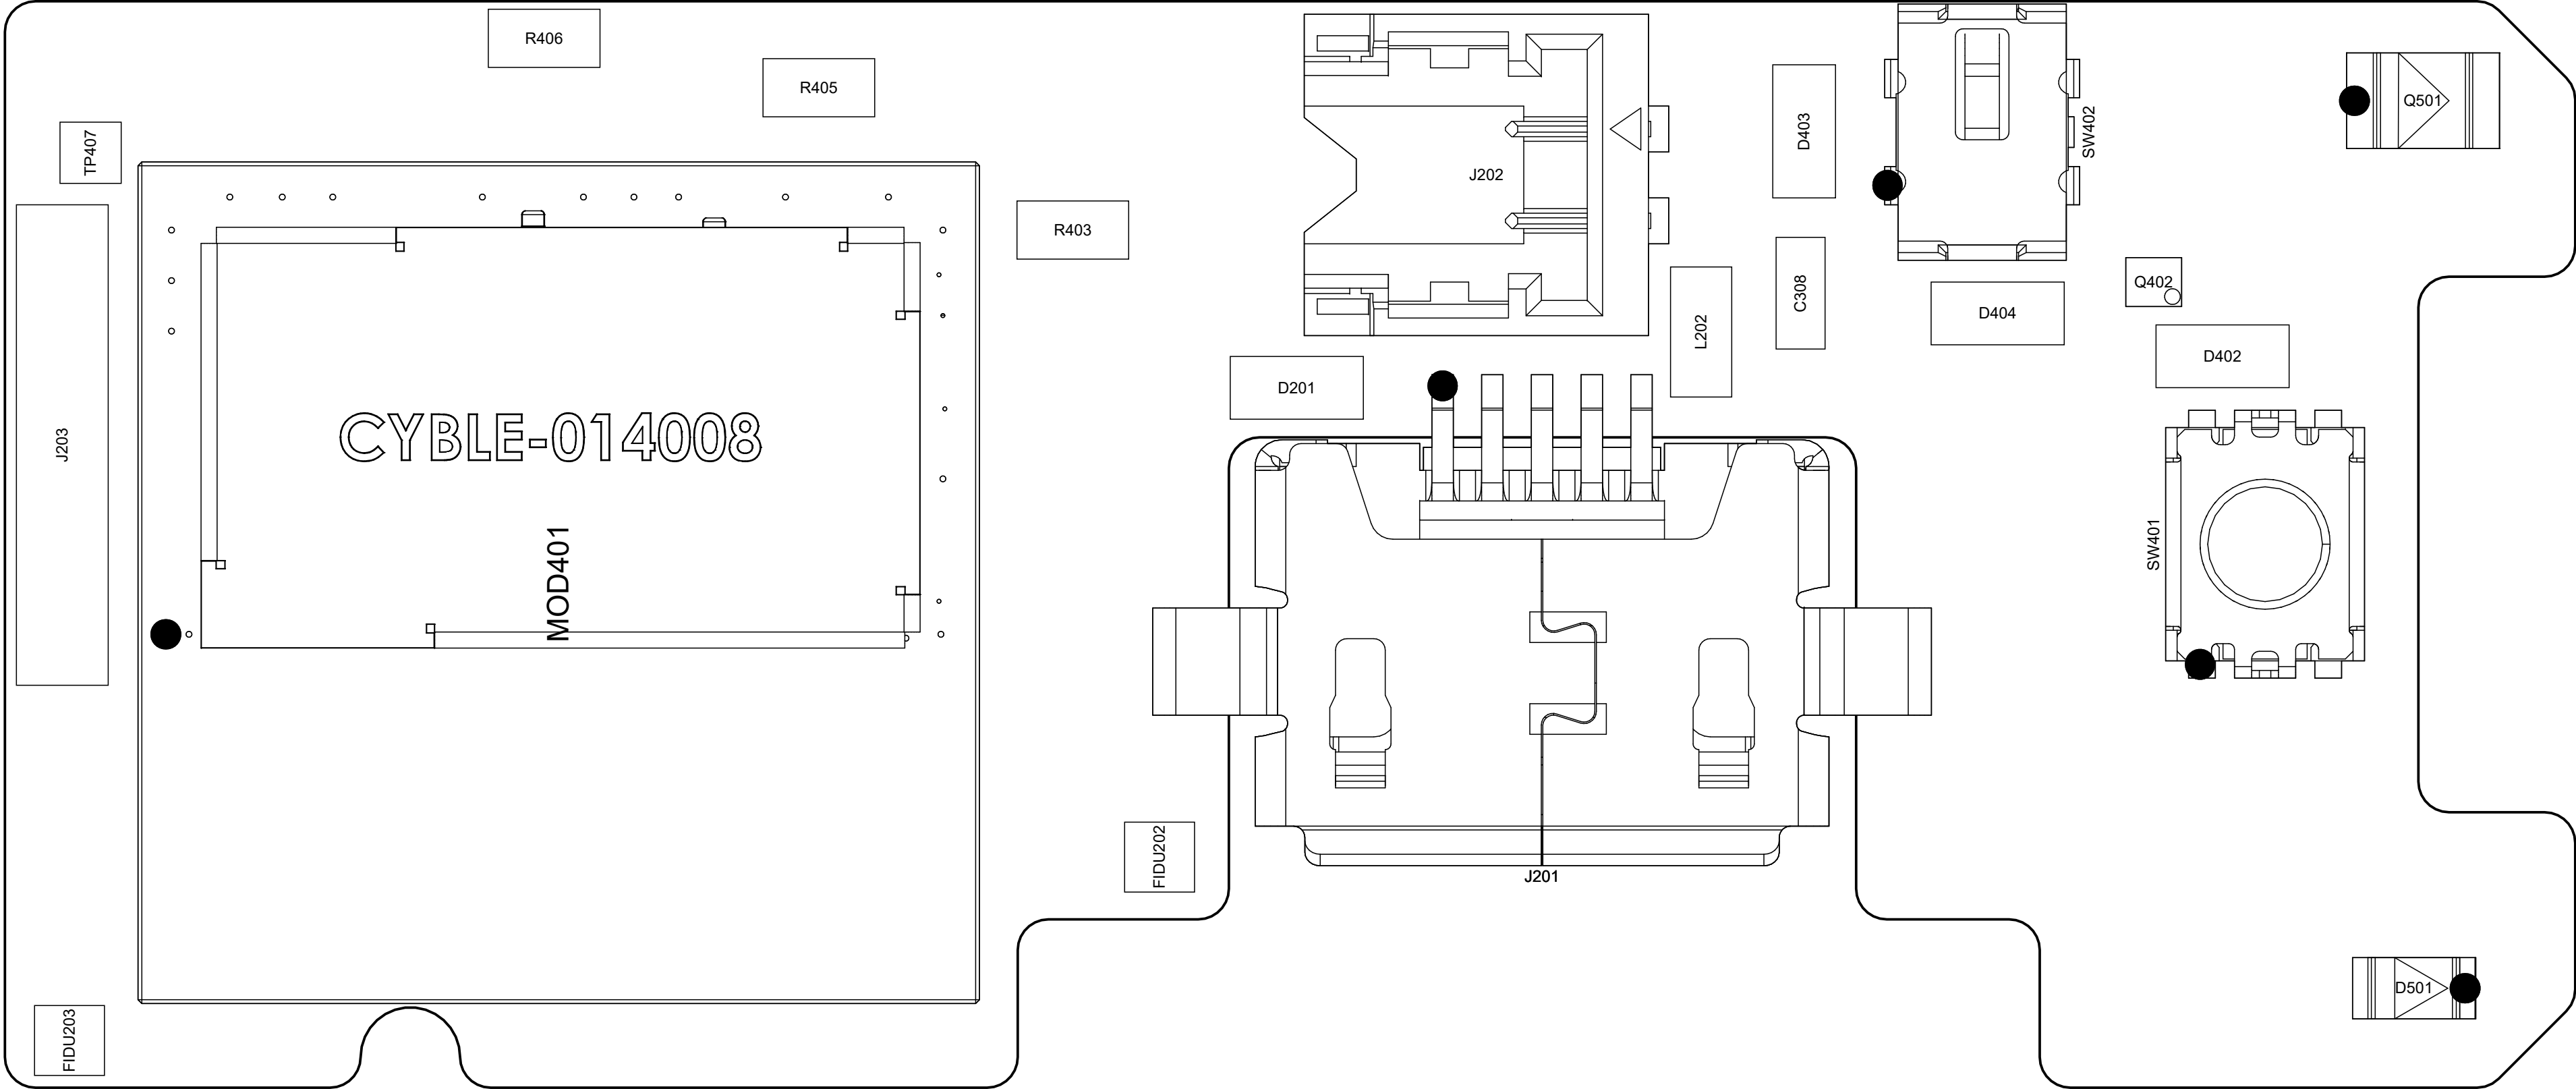 R406
R405
TP407
Q501
D403
SW402
J202
R403
Q402
C308
D404
L202
D402
D201
J203
CYBLE-014008
SW401
MOD401
FIDU202
J201
D501
FIDU203